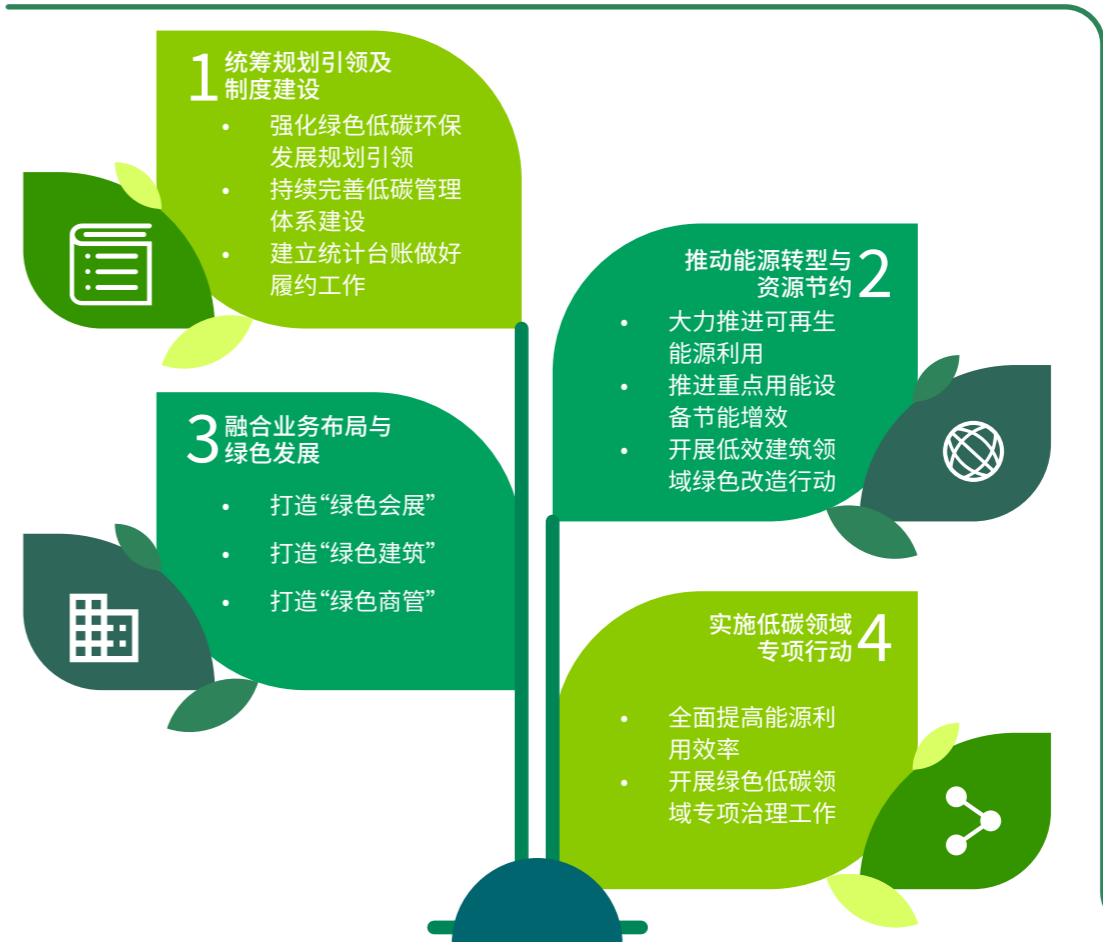 1
统筹规划引领及
制度建设
• 强化绿色低碳环保
发展规划引领
• 持续完善低碳管理
体系建设
• 建立统计台账做好
履约工作
推动能源转型与
资源节约
2
• 大力推进可再生
能源利用
• 推进重点用能设
备节能增效
• 开展低效建筑领
域绿色改造行动
3
融合业务布局与
绿色发展
• 打造“绿色会展”
• 打造“绿色建筑”
• 打造“绿色商管”
实施低碳领域
专项行动
4
• 全面提高能源利
用效率
• 开展绿色低碳领
域专项治理工作